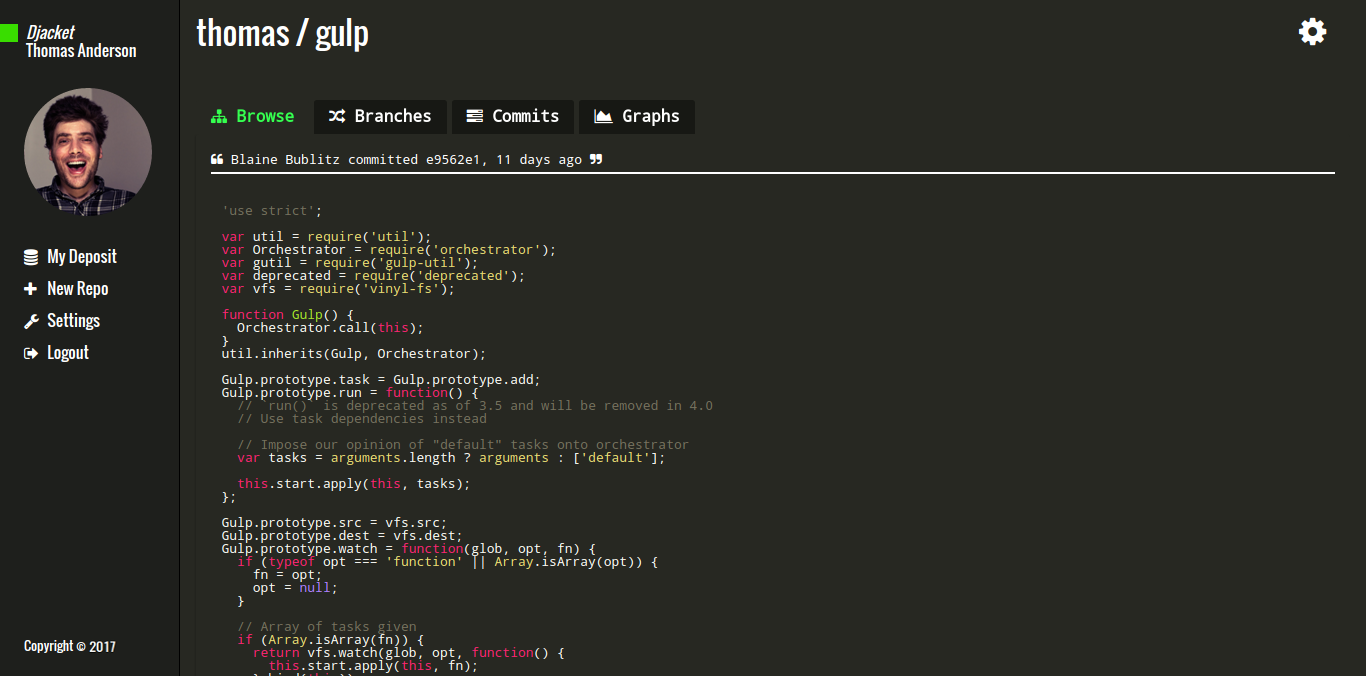 Djacket
Thomas Anderson
My Deposit
New Repo
Settings
Logout
Copyright © 2017
thomas / gulp
Browse Branches Commits Graphs
Blaine Bublitz committed e9562e1, 11 days ago
'use strict';
var util = require('util');
var Orchestrator = require('orchestrator');
var gutil = require('gulp-util');
var deprecated = require('deprecated');
var vfs = require('vinyl-fs');
function Gulp() {
  Orchestrator.call(this);
}
util.inherits(Gulp, Orchestrator);
Gulp.prototype.task = Gulp.prototype.add;
Gulp.prototype.run = function() {
  // `run()` is deprecated as of 3.5 and will be removed in 4.0
  // Use task dependencies instead
  // Impose our opinion of "default" tasks onto orchestrator
  var tasks = arguments.length ? arguments : ['default'];
  this.start.apply(this, tasks);
};
Gulp.prototype.src = vfs.src;
Gulp.prototype.dest = vfs.dest;
Gulp.prototype.watch = function(glob, opt, fn) {
  if (typeof opt === 'function' || Array.isArray(opt)) {
    fn = opt;
    opt = null;
  }
  // Array of tasks given
  if (Array.isArray(fn)) {
    return vfs.watch(glob, opt, function() {
      this.start.apply(this, fn);